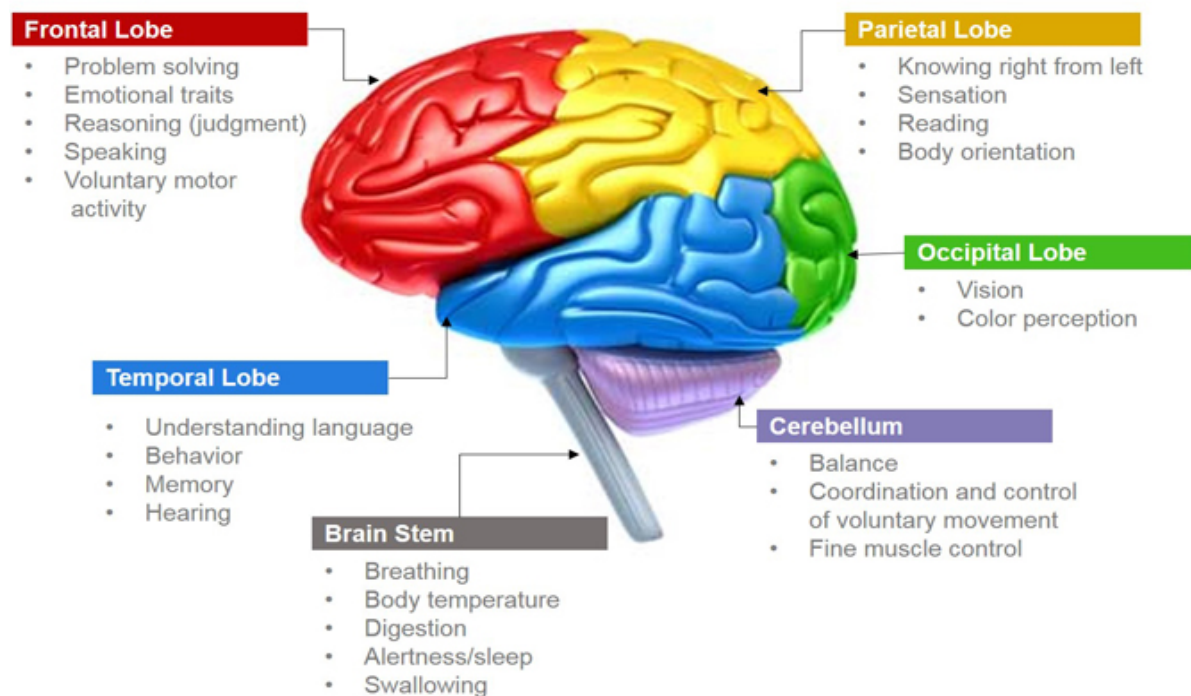 Frontal Lobe
• Problem solving
• Emotional traits
• Reasoning (judgment)
• Speaking
• Voluntary motor
activity
Parietal Lobe
• Knowing right from left
• Sensation
• Reading
• Body orientation
Occipital Lobe
• Vision
• Color perception
Temporal Lobe
• Understanding language
• Behavior
• Memory
• Hearing
Cerebellum
• Balance
• Coordination and control
of voluntary movement
• Fine muscle control
Brain Stem
• Breathing
• Body temperature
• Digestion
• Alertness/sleep
• Swallowing